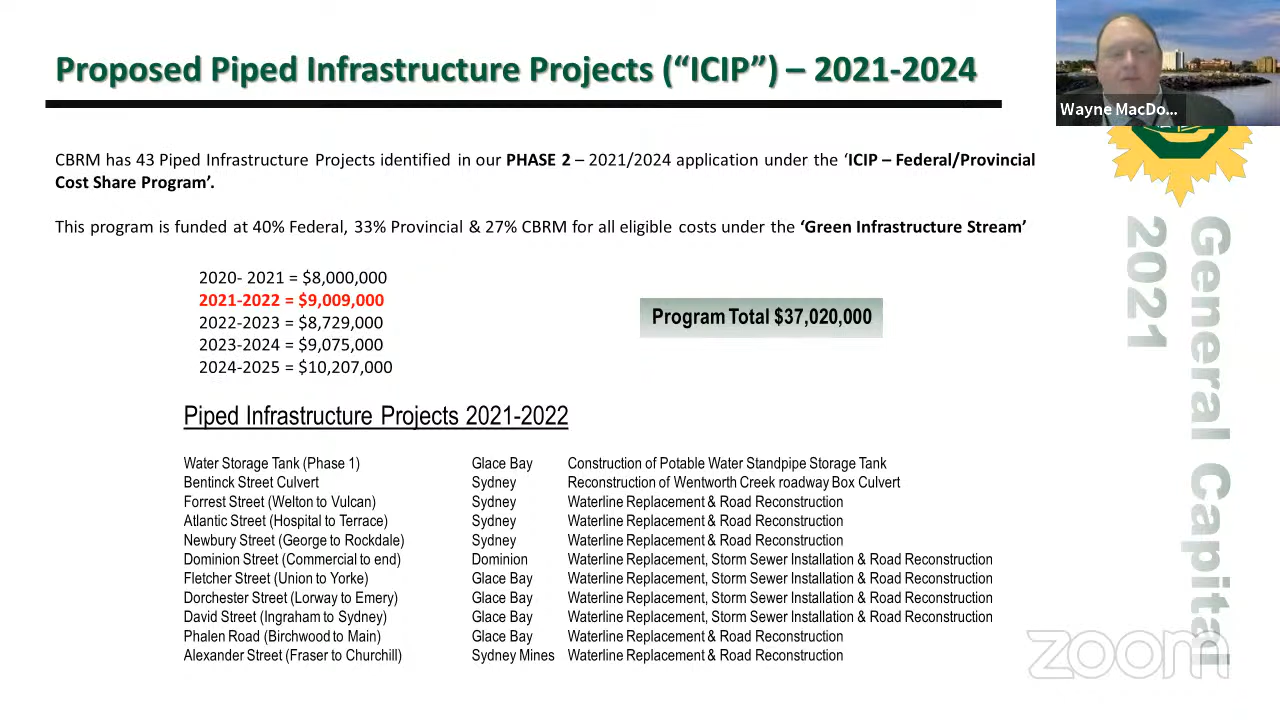 Proposed Piped Infrastructure Projects (“ICIP”) – 2021-2024
Wayne MacDo...
CBRM has 43 Piped Infrastructure Projects identified in our PHASE 2 – 2021/2024 application under the ‘ICIP – Federal/Provincial
Cost Share Program’.
This program is funded at 40% Federal, 33% Provincial & 27% CBRM for all eligible costs under the ‘Green Infrastructure Stream’
2020- 2021 = $8,000,000
2021-2022 = $9,009,000
2022-2023 = $8,729,000
2023-2024 = $9,075,000
2024-2025 = $10,207,000
Program Total $37,020,000
Piped Infrastructure Projects 2021-2022
Water Storage Tank (Phase 1) Glace Bay Construction of Potable Water Standpipe Storage Tank
Bentinck Street Culvert Sydney Reconstruction of Wentworth Creek roadway Box Culvert
Forrest Street (Welton to Vulcan) Sydney Waterline Replacement & Road Reconstruction
Atlantic Street (Hospital to Terrace) Sydney Waterline Replacement & Road Reconstruction
Newbury Street (George to Rockdale) Sydney Waterline Replacement & Road Reconstruction
Dominion Street (Commercial to end) Dominion Waterline Replacement, Storm Sewer Installation & Road Reconstruction
Fletcher Street (Union to Yorke) Glace Bay Waterline Replacement, Storm Sewer Installation & Road Reconstruction
Dorchester Street (Lorway to Emery) Glace Bay Waterline Replacement, Storm Sewer Installation & Road Reconstruction
David Street (Ingraham to Sydney) Glace Bay Waterline Replacement, Storm Sewer Installation & Road Reconstruction
Phalen Road (Birchwood to Main) Glace Bay Waterline Replacement & Road Reconstruction
Alexander Street (Fraser to Churchill) Sydney Mines Waterline Replacement & Road Reconstruction
General Capital
2021
zoom